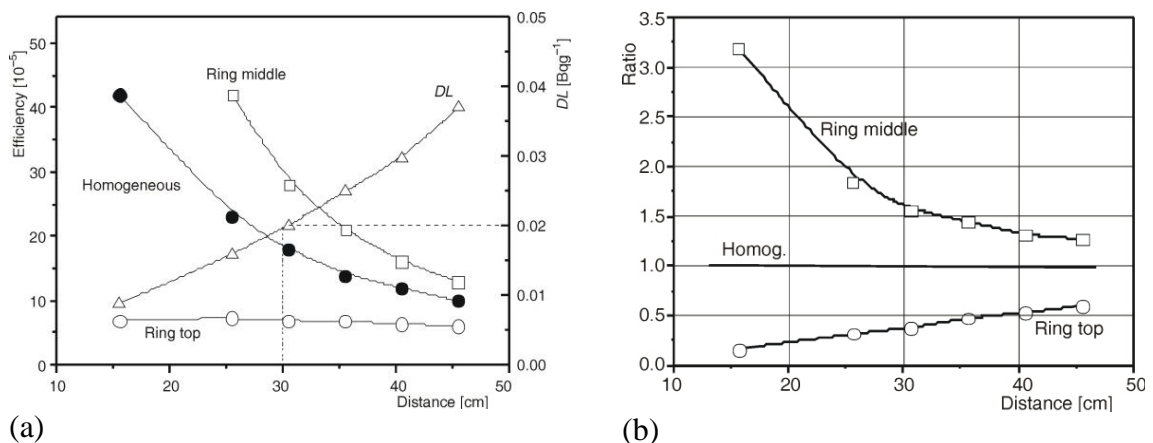 50
40
30
20
10
0
Efficiency [10⁻⁵]
Ring middle
DL
Homogeneous
Ring top
0.05
0.04
0.03
0.02
0.01
0.00
DL [Bqg⁻¹]
10
20
30
40
50
Distance [cm]
(a)
3.5
3.0
2.5
2.0
1.5
1.0
0.5
0.0
Ratio
Ring middle
Homog.
Ring top
10
20
30
40
50
Distance [cm]
(b)